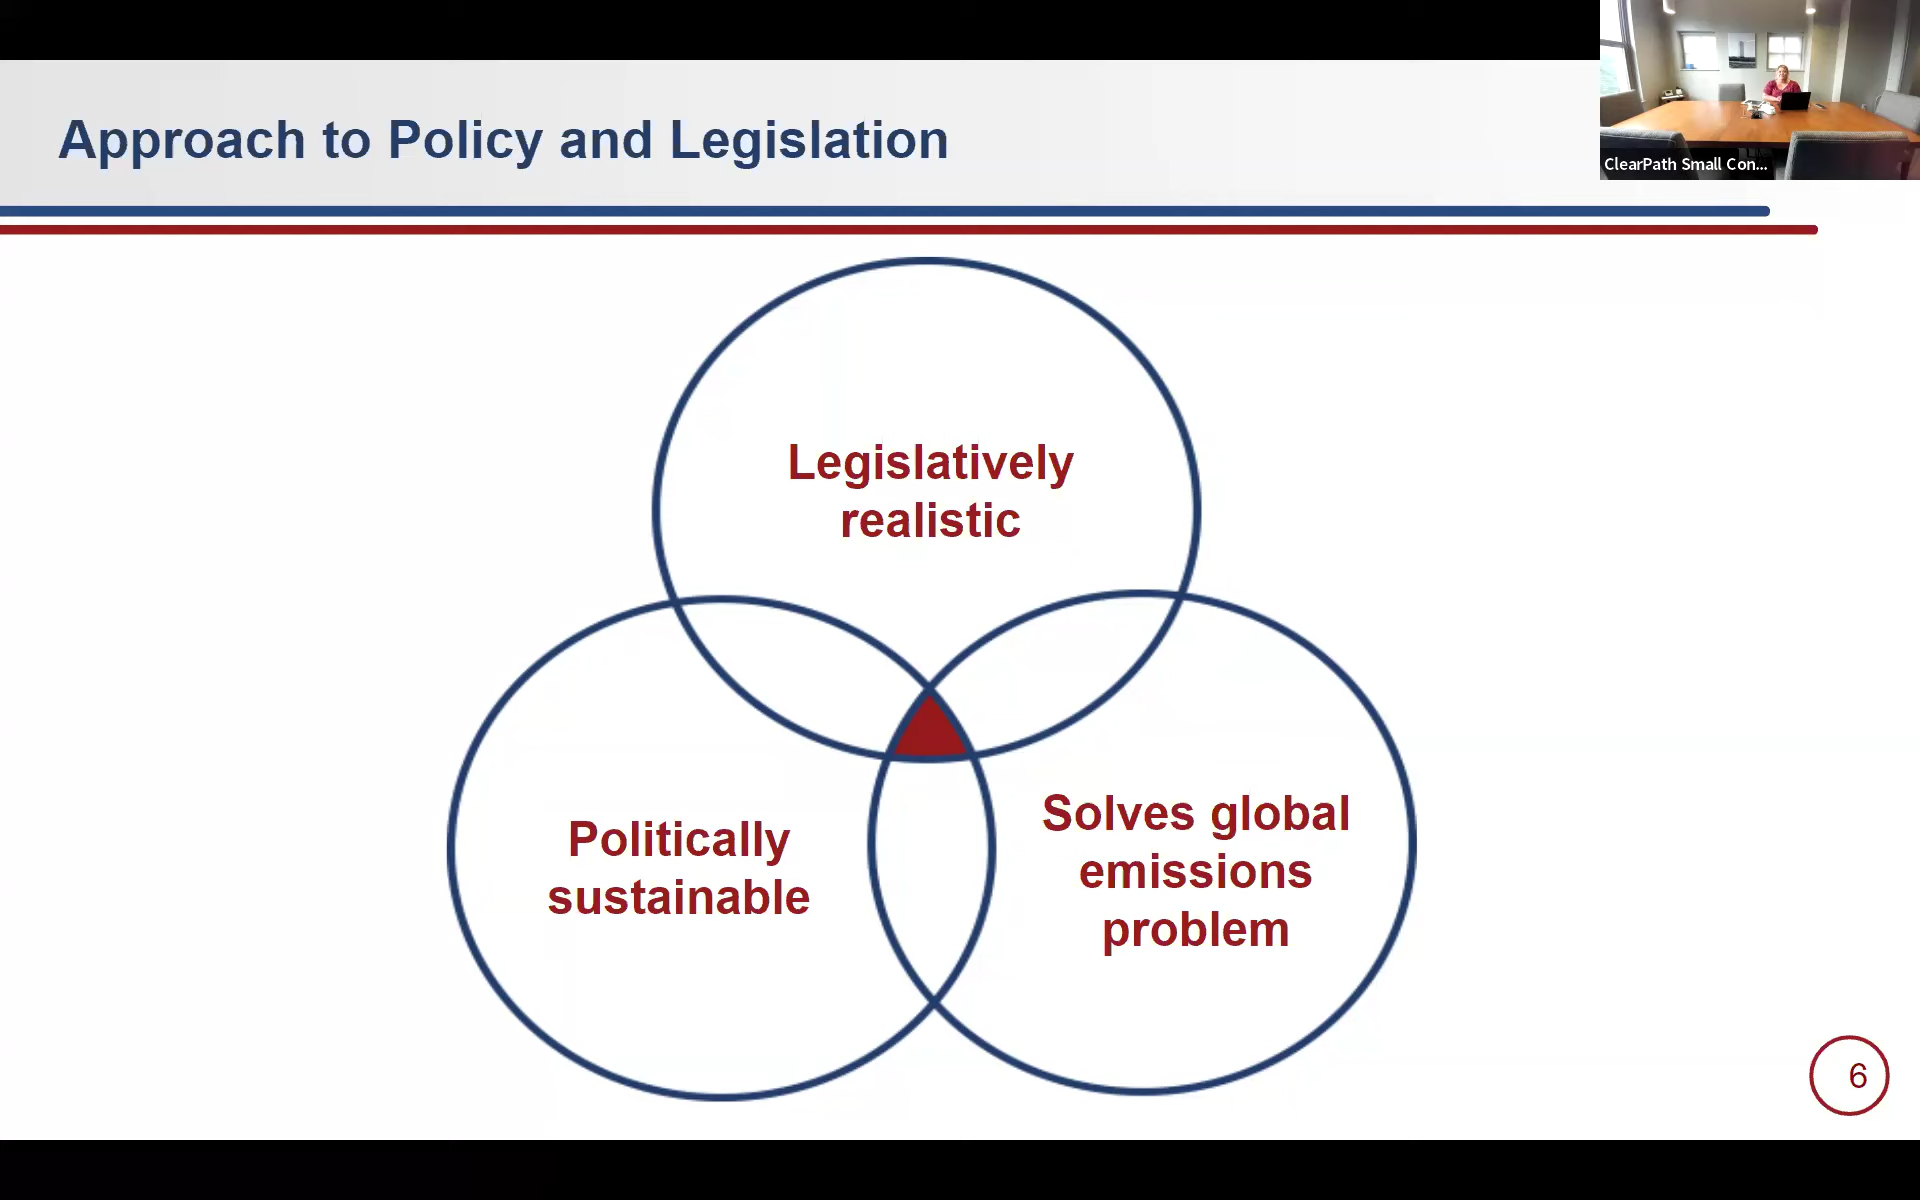 Approach to Policy and Legislation
ClearPath Small Con...
Legislatively
realistic
Politically
sustainable
Solves global
emissions
problem
6